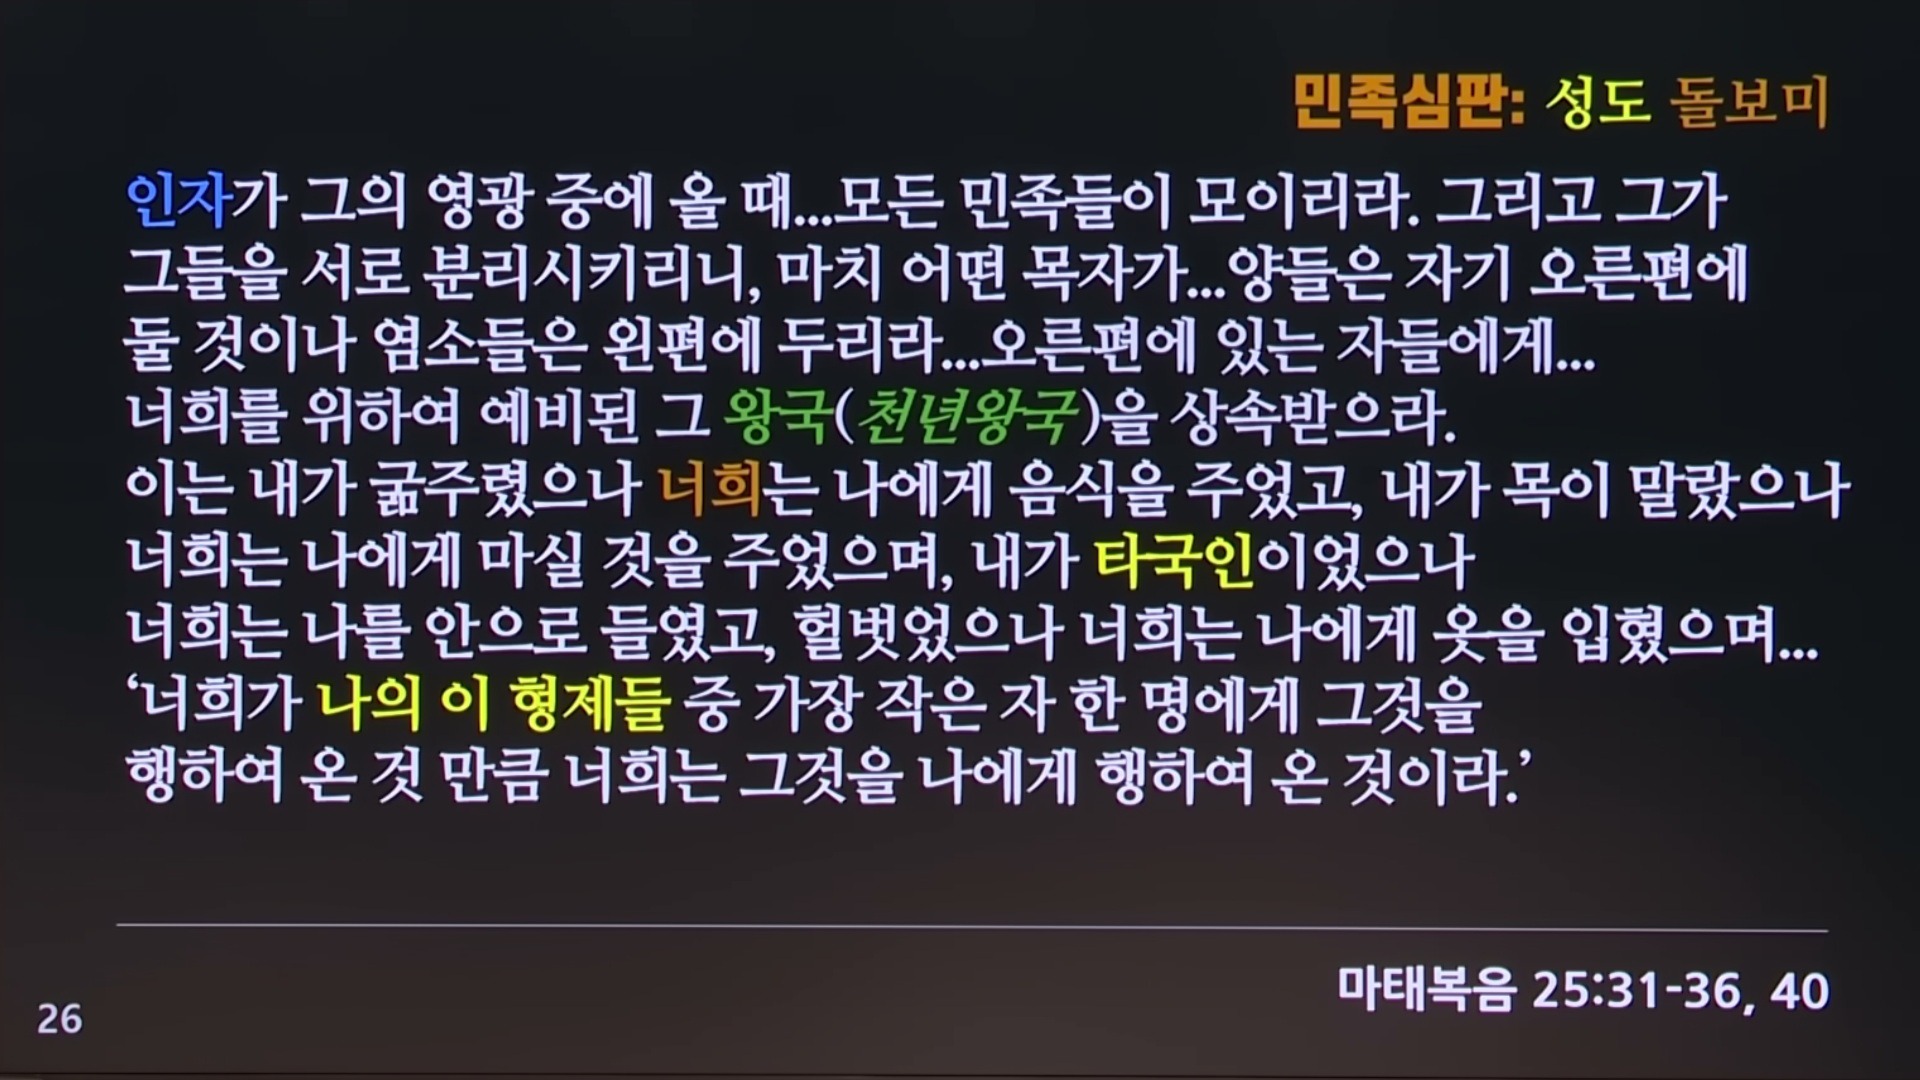 민족심판: 성도 돌보미
인자가 그의 영광 중에 올 때...모든 민족들이 모이리라. 그리고 그가
그들을 서로 분리시키리니, 마치 어떤 목자가...양들은 자기 오른편에
둘 것이나 염소들은 왼편에 두리라...오른편에 있는 자들에게...
너희를 위하여 예비된 그 왕국(천년왕국)을 상속받으라.
이는 내가 굶주렸으나 너희는 나에게 음식을 주었고, 내가 목이 말랐으나
너희는 나에게 마실 것을 주었으며, 내가 타국인이었으나
너희는 나를 안으로 들였고, 헐벗었으나 너희는 나에게 옷을 입혔으며...
‘너희가 나의 이 형제들 중 가장 작은 자 한 명에게 그것을
행하여 온 것 만큼 너희는 그것을 나에게 행하여 온 것이라.’
마태복음 25:31-36, 40
26